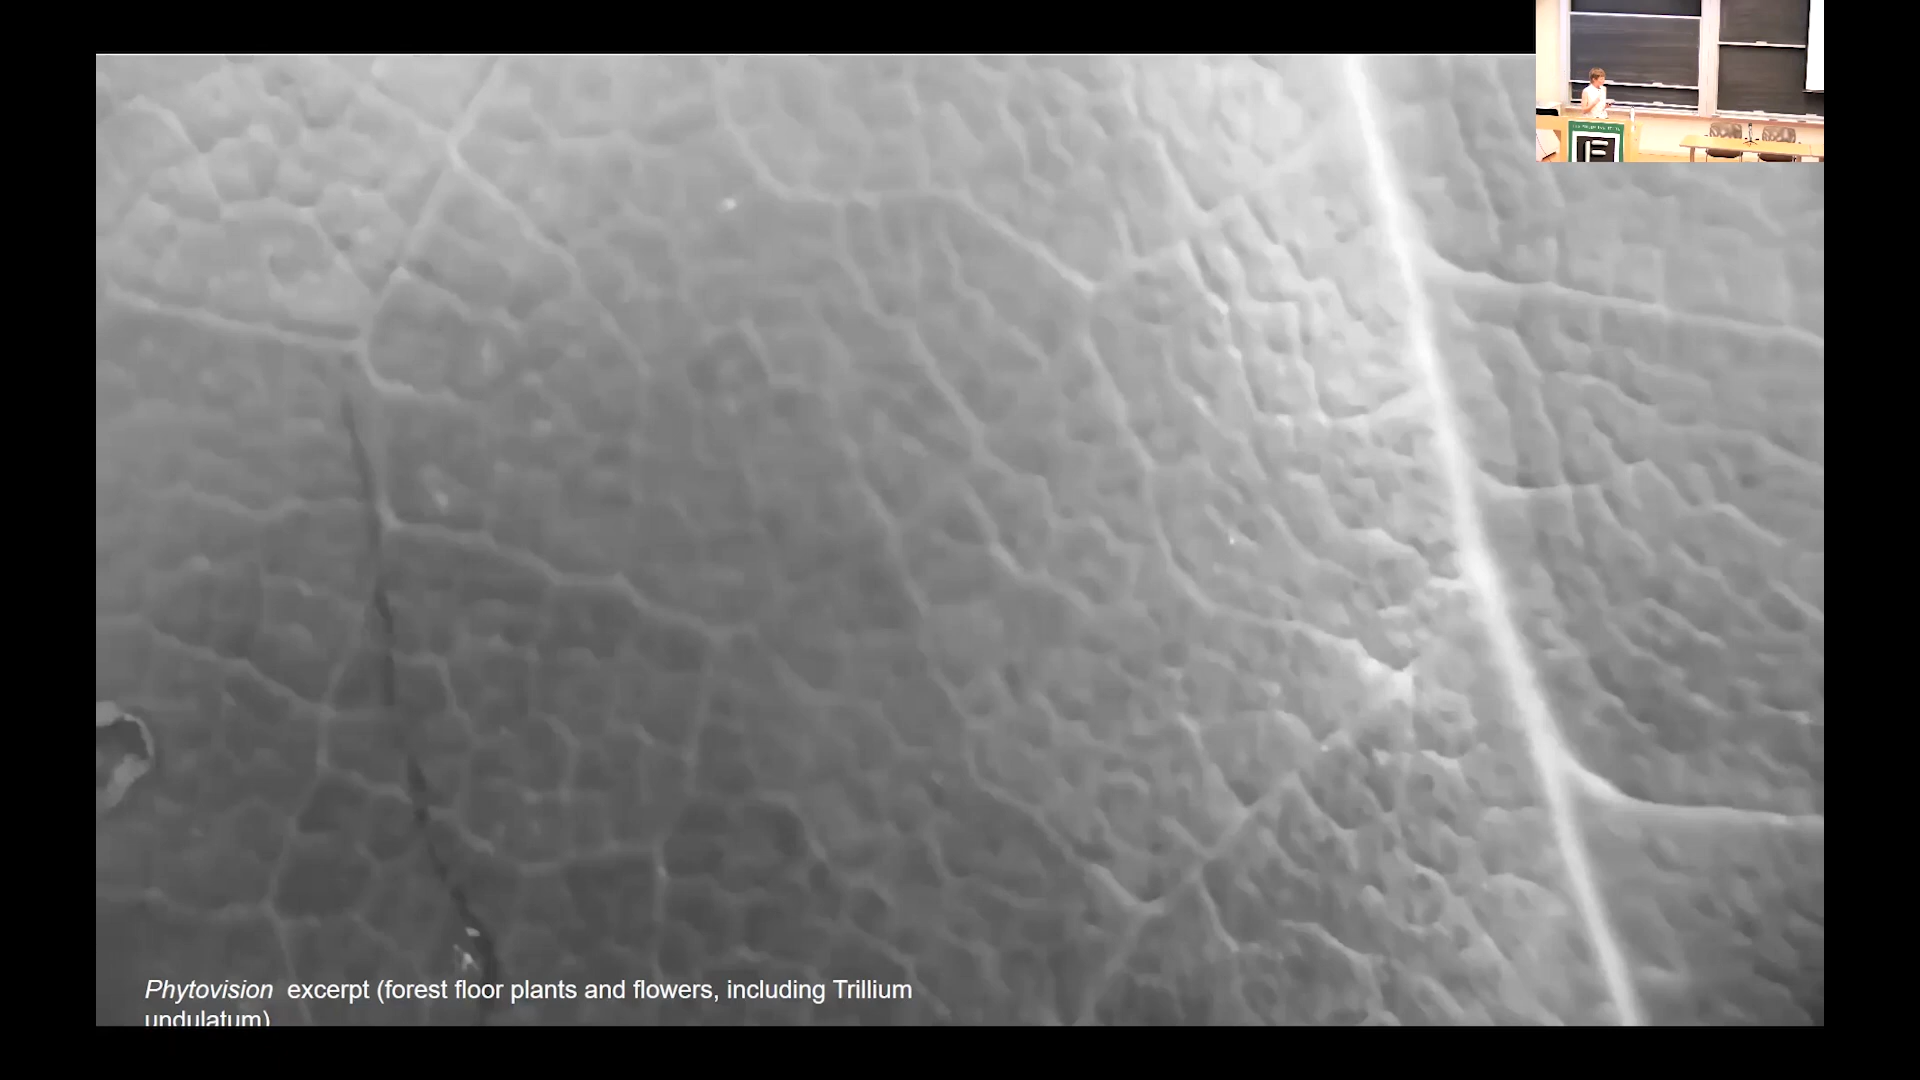 Phytovision excerpt (forest floor plants and flowers, including Trillium
undulatum)